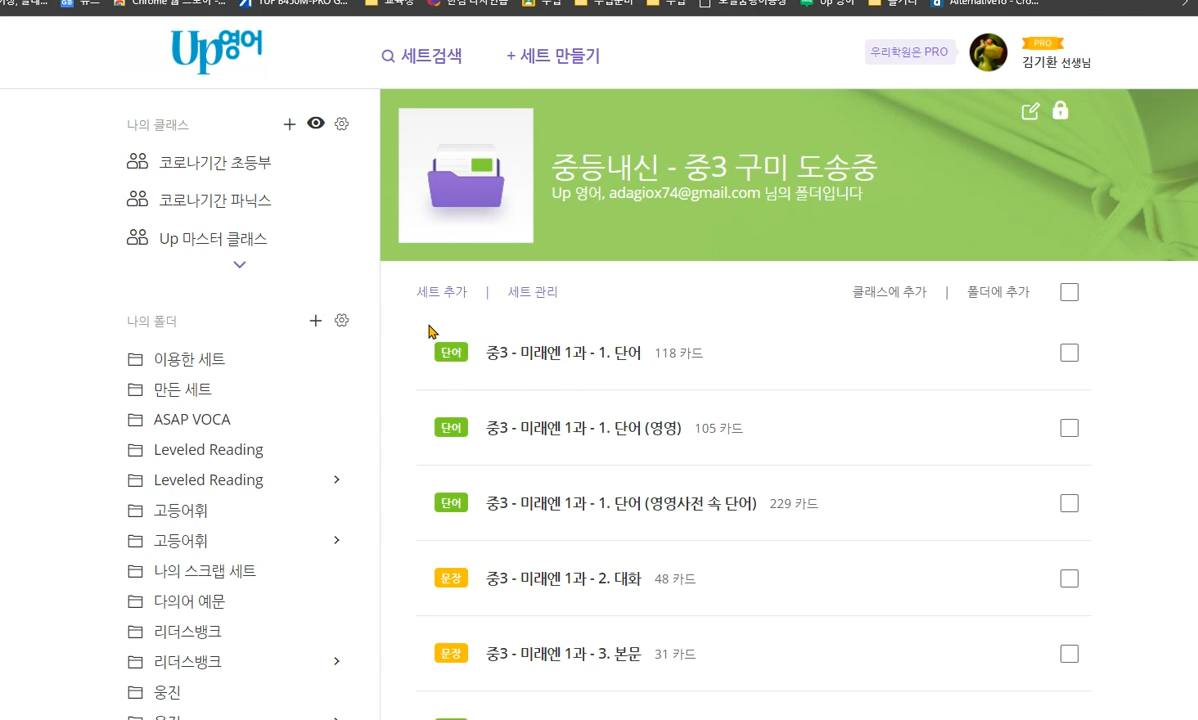 뉴스
Up영어
세트검색
+ 세트 만들기
우리학원은 PRO
PRO
김기환 선생님
나의 클래스
코로나기간 초등부
코로나기간 파닉스
Up 마스터 클래스
나의 폴더
이용한 세트
만든 세트
ASAP VOCA
Leveled Reading
Leveled Reading
고등어휘
고등어휘
나의 스크랩 세트
다의어 예문
리더스뱅크
리더스뱅크
웅진
중등내신 - 중3 구미 도송중
Up 영어, adagiox74@gmail.com 님의 폴더입니다
세트 추가 | 세트 관리
클래스에 추가 | 폴더에 추가
단어 중3 - 미래엔 1과 - 1. 단어 118 카드
단어 중3 - 미래엔 1과 - 1. 단어 (영영) 105 카드
단어 중3 - 미래엔 1과 - 1. 단어 (영영사전 속 단어) 229 카드
문장 중3 - 미래엔 1과 - 2. 대화 48 카드
문장 중3 - 미래엔 1과 - 3. 본문 31 카드